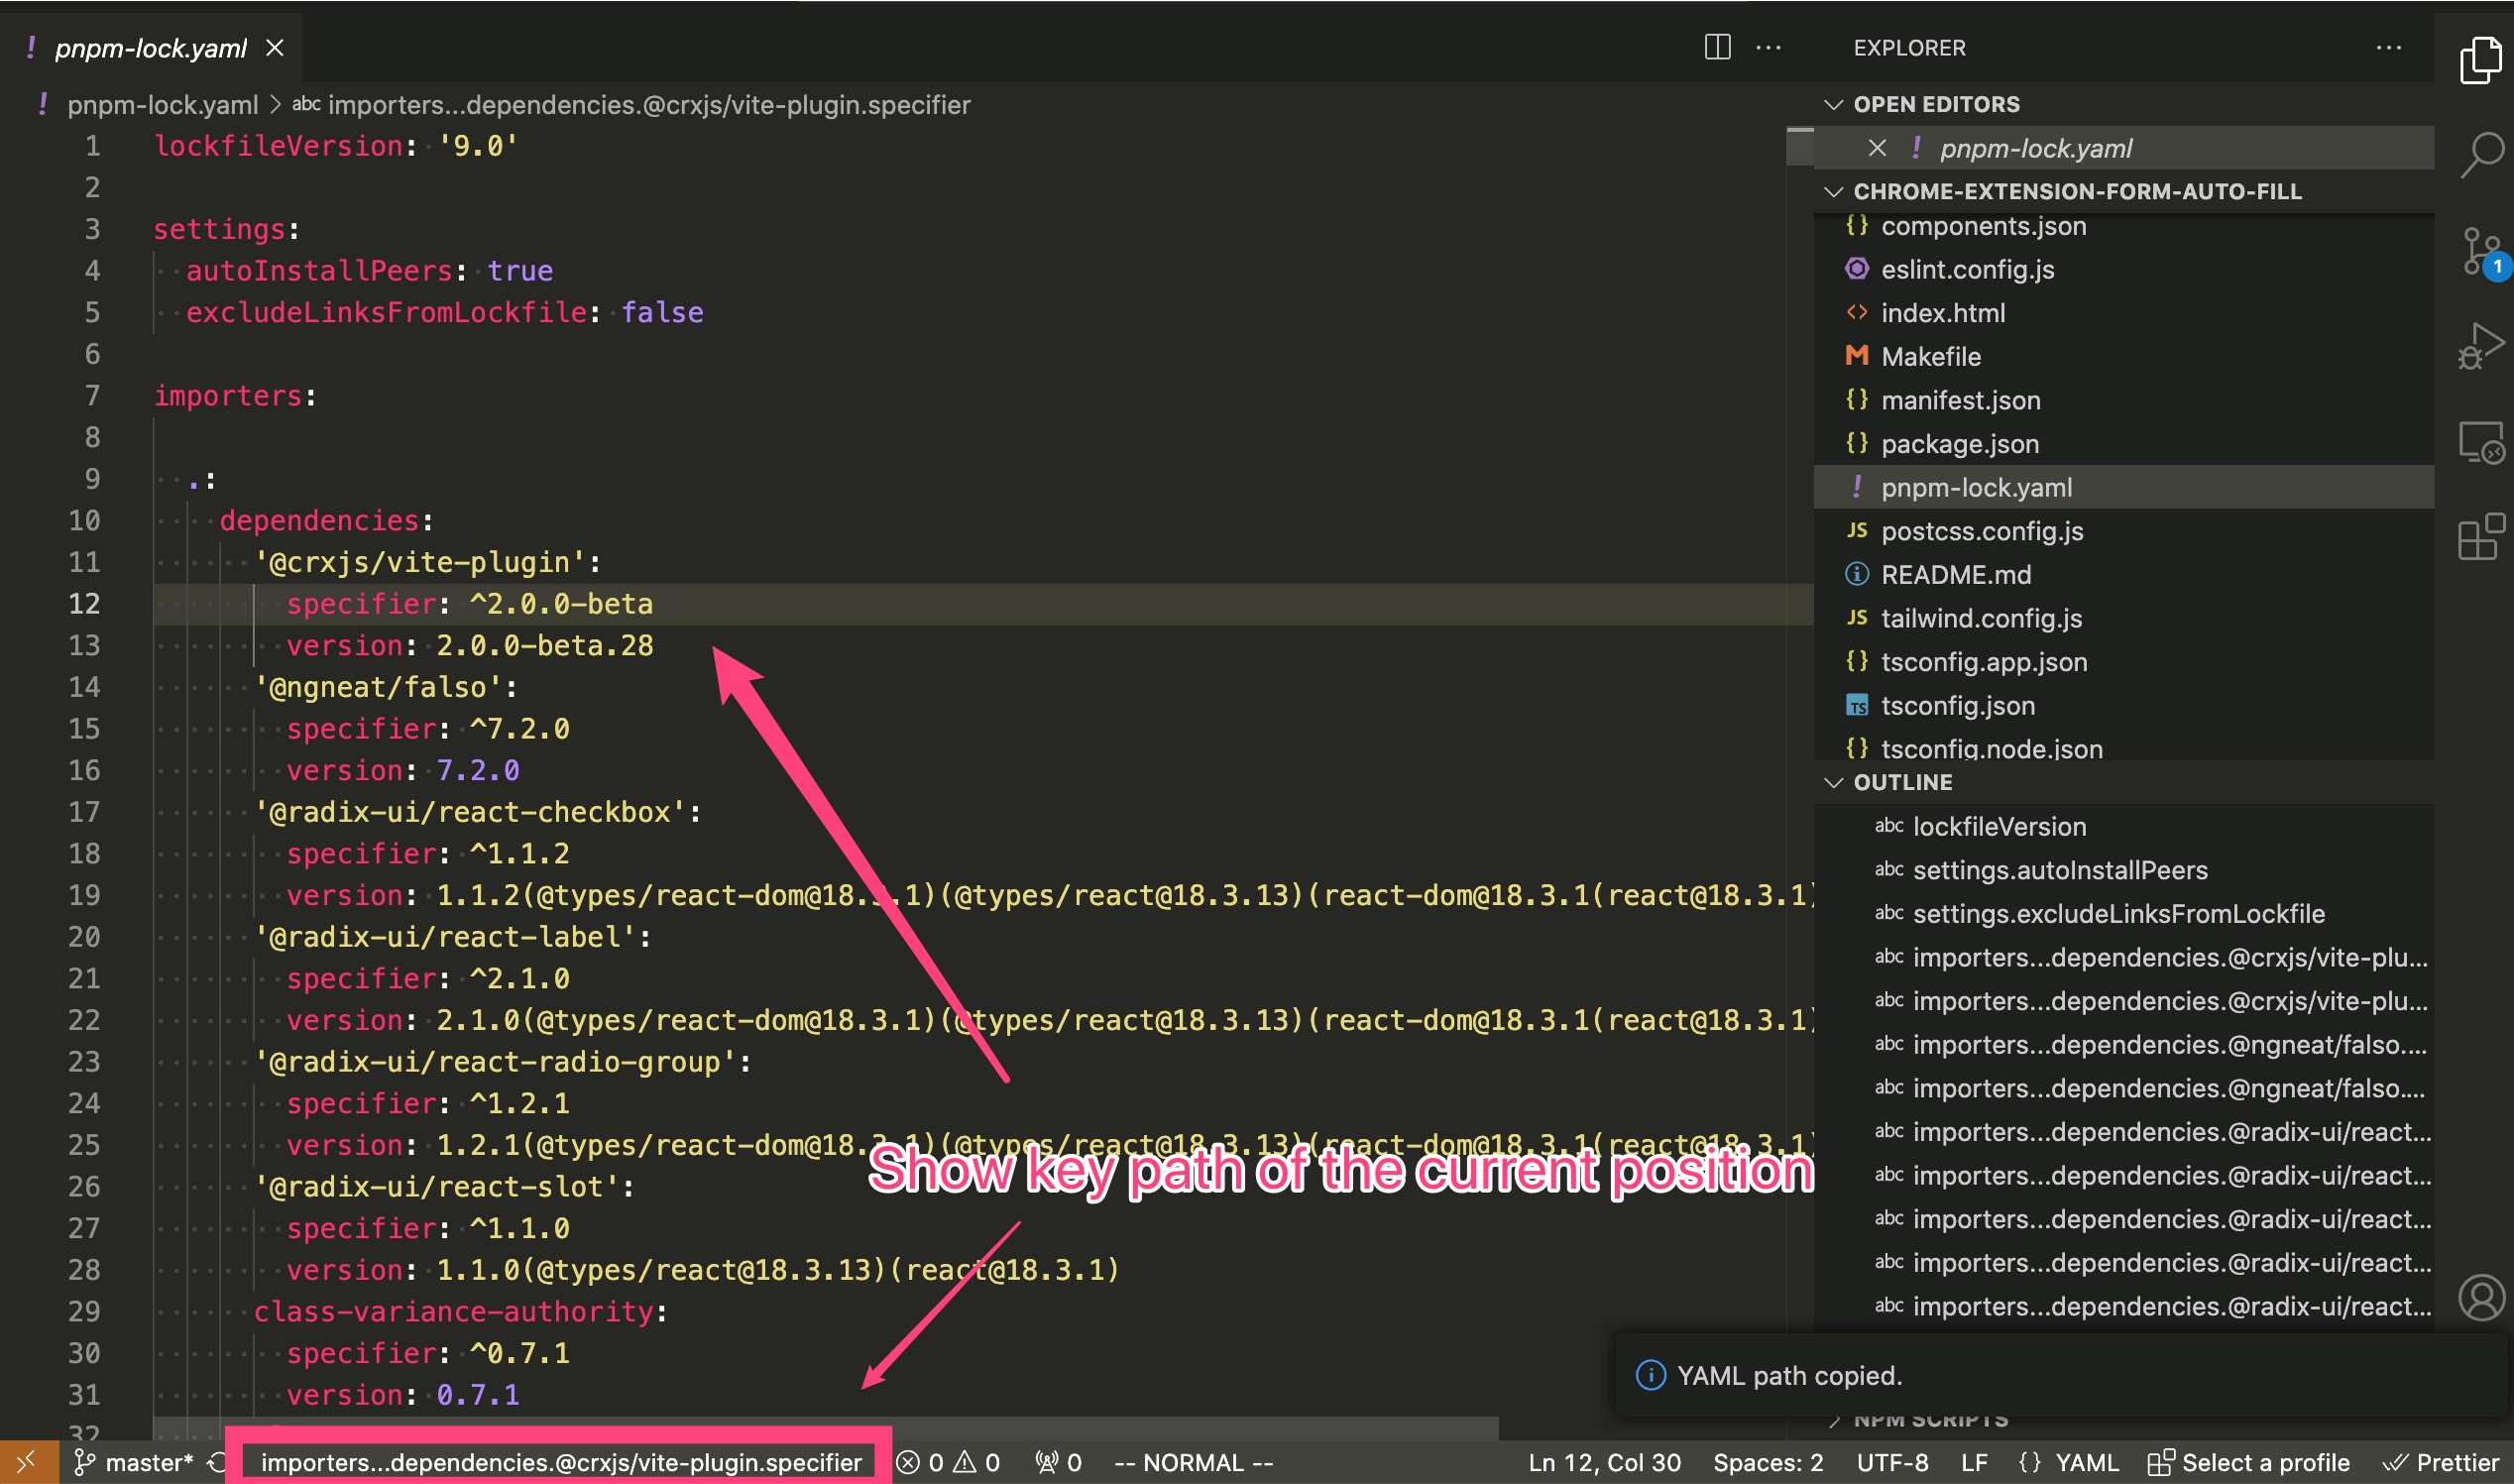 ! pnpm-lock.yaml
EXPLORER
! pnpm-lock.yaml > abc importers...dependencies.@crxjs/vite-plugin.specifier
1 lockfileVersion: '9.0'
2
3 settings:
4 autoInstallPeers: true
5 excludeLinksFromLockfile: false
6
7 importers:
8
9 .:
10 dependencies:
11 '@crxjs/vite-plugin':
12 specifier: ^2.0.0-beta
13 version: 2.0.0-beta.28
14 '@ngneat/falso':
15 specifier: ^7.2.0
16 version: 7.2.0
17 '@radix-ui/react-checkbox':
18 specifier: ^1.1.2
19 version: 1.1.2(@types/react-dom@18.3.1)(@types/react@18.3.13)(react-dom@18.3.1(react@18.3.1)
20 '@radix-ui/react-label':
21 specifier: ^2.1.0
22 version: 2.1.0(@types/react-dom@18.3.1)(@types/react@18.3.13)(react-dom@18.3.1(react@18.3.1)
23 '@radix-ui/react-radio-group':
24 specifier: ^1.2.1
25 version: 1.2.1(@types/react-dom@18.3.1)(@types/react@18.3.13)(react-dom@18.3.1(react@18.3.1)
26 '@radix-ui/react-slot':
27 specifier: ^1.1.0
28 version: 1.1.0(@types/react@18.3.13)(react@18.3.1)
29 class-variance-authority:
30 specifier: ^0.7.1
31 version: 0.7.1
32
Show key path of the current position
OPEN EDITORS
! pnpm-lock.yaml
CHROME-EXTENSION-FORM-AUTO-FILL
{} components.json
eslint.config.js
<> index.html
M Makefile
{} manifest.json
{} package.json
! pnpm-lock.yaml
JS postcss.config.js
README.md
JS tailwind.config.js
{} tsconfig.app.json
TS tsconfig.json
{} tsconfig.node.json
OUTLINE
abc lockfileVersion
abc settings.autoInstallPeers
abc settings.excludeLinksFromLockfile
abc importers...dependencies.@crxjs/vite-plu...
abc importers...dependencies.@crxjs/vite-plu...
abc importers...dependencies.@ngneat/falso....
abc importers...dependencies.@ngneat/falso....
abc importers...dependencies.@radix-ui/react...
abc importers...dependencies.@radix-ui/react...
abc importers...dependencies.@radix-ui/react...
abc importers...dependencies.@radix-ui/react...
abc importers...dependencies.@radix-ui/react...
YAML path copied.
NPM SCRIPTS
1
master* importers...dependencies.@crxjs/vite-plugin.specifier 0 0 0 -- NORMAL -- Ln 12, Col 30 Spaces: 2 UTF-8 LF {} YAML Select a profile Prettier